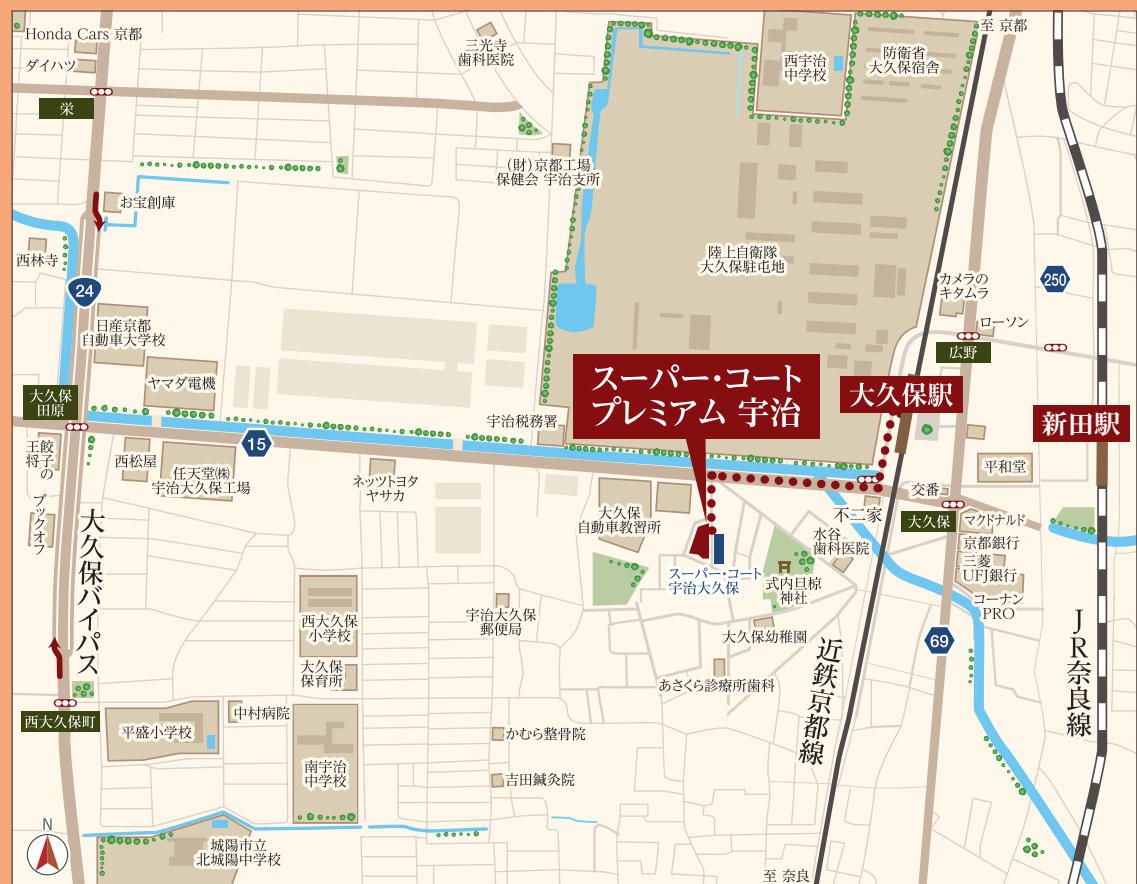 Honda Cars 京都
ダイハツ
栄
三光寺
歯科医院
西宇治
中学校
防衛省
大久保宿舎
至 京都
(財)京都工場
保健会 宇治支所
お宝創庫
西林寺
24
日産京都
自動車大学校
ヤマダ電機
大久保
田原
陸上自衛隊
大久保駐屯地
カメラの
キタムラ
250
ローソン
広野
スーパー・コート
プレミアム 宇治
大久保駅
新田駅
宇治税務署
15
王将
餃子の
西松屋
任天堂㈱
宇治大久保工場
ネッツトヨタ
ヤサカ
ブックオフ
大久保バイパス
大久保
自動車教習所
平和堂
交番
不二家
大久保
マクドナルド
水谷
歯科医院
京都銀行
三菱
UFJ銀行
コーナン
PRO
スーパー・コート
宇治大久保
式内旦椋
神社
西大久保
小学校
宇治大久保
郵便局
大久保幼稚園
69
JR奈良線
近鉄京都線
大久保
保育所
あさくら診療所歯科
西大久保町
平盛小学校
中村病院
かむら整骨院
南宇治
中学校
吉田鍼灸院
N
城陽市立
北城陽中学校
至 奈良